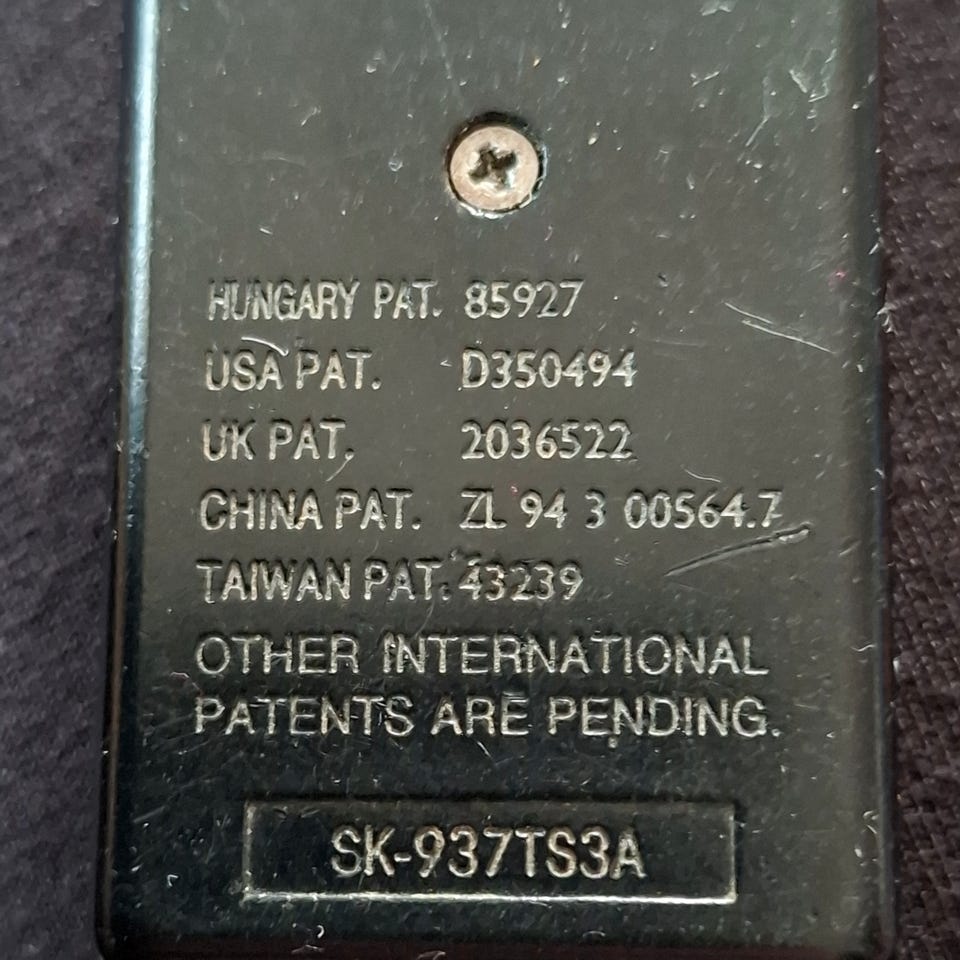 HUNGARY PAT. 85927
USA PAT. D350494
UK PAT. 2036522
CHINA PAT. ZL 94 3 00564.7
TAIWAN PAT. 43239
OTHER INTERNATIONAL
PATENTS ARE PENDING.
SK-937TS3A